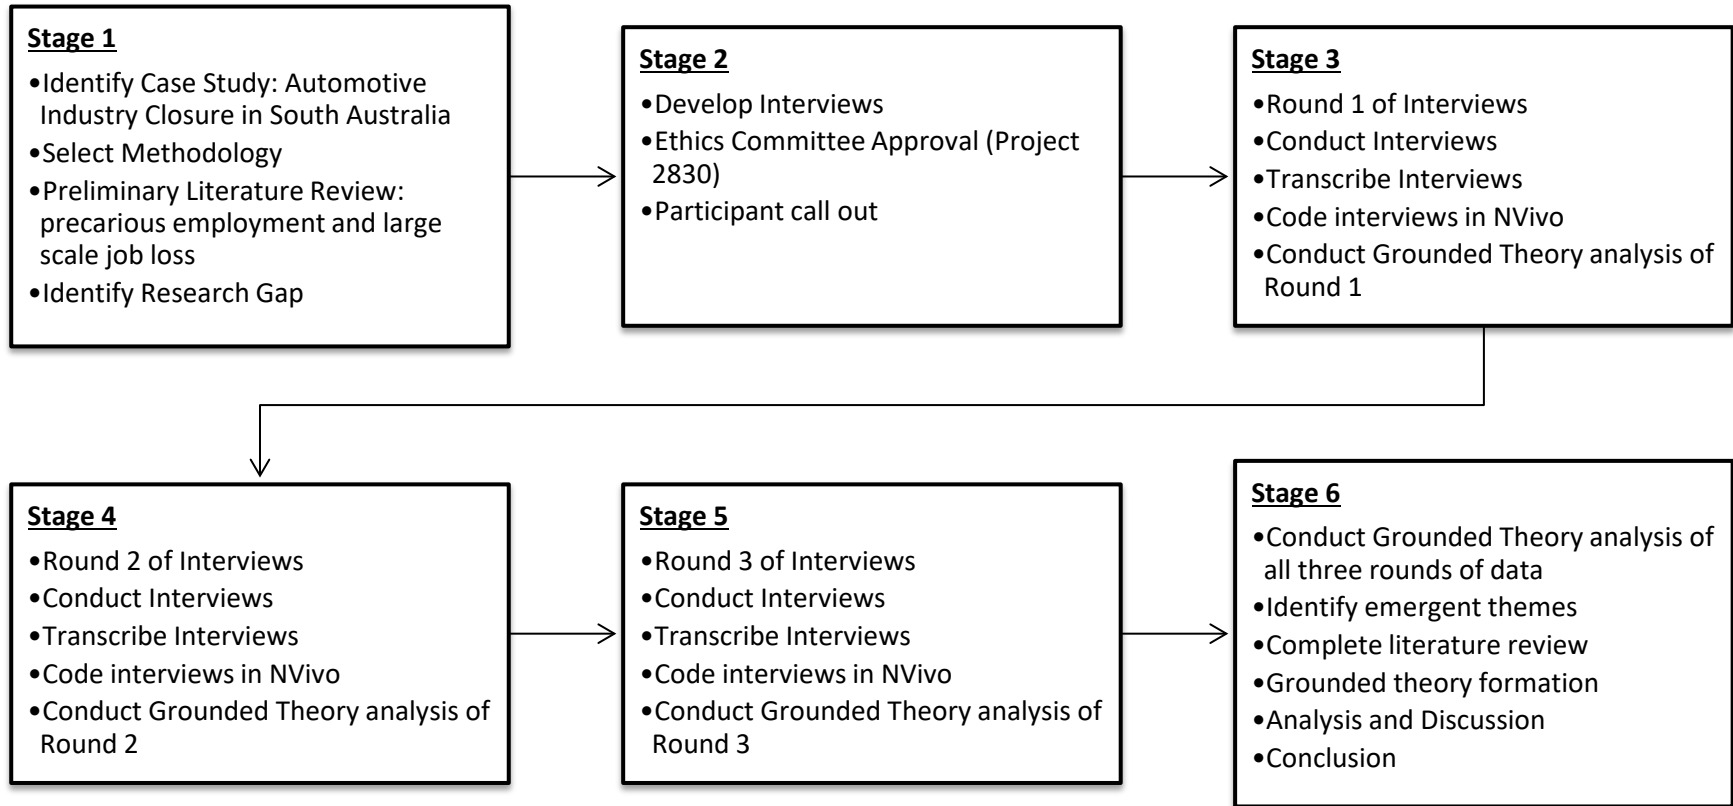 Stage 1
•Identify Case Study: Automotive
Industry Closure in South Australia
•Select Methodology
•Preliminary Literature Review:
precarious employment and large
scale job loss
•Identify Research Gap
Stage 2
•Develop Interviews
•Ethics Committee Approval (Project
2830)
•Participant call out
Stage 3
•Round 1 of Interviews
•Conduct Interviews
•Transcribe Interviews
•Code interviews in NVivo
•Conduct Grounded Theory analysis of
Round 1
Stage 4
•Round 2 of Interviews
•Conduct Interviews
•Transcribe Interviews
•Code interviews in NVivo
•Conduct Grounded Theory analysis of
Round 2
Stage 5
•Round 3 of Interviews
•Conduct Interviews
•Transcribe Interviews
•Code interviews in NVivo
•Conduct Grounded Theory analysis of
Round 3
Stage 6
•Conduct Grounded Theory analysis of
all three rounds of data
•Identify emergent themes
•Complete literature review
•Grounded theory formation
•Analysis and Discussion
•Conclusion